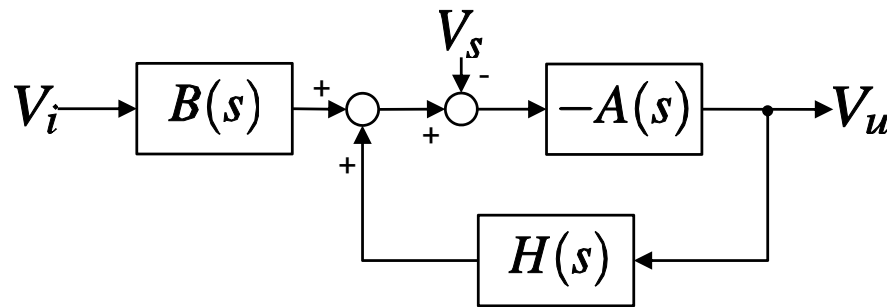 V_s
V_i
B(s)
+
+
+
-
−A(s)
V_u
H(s)